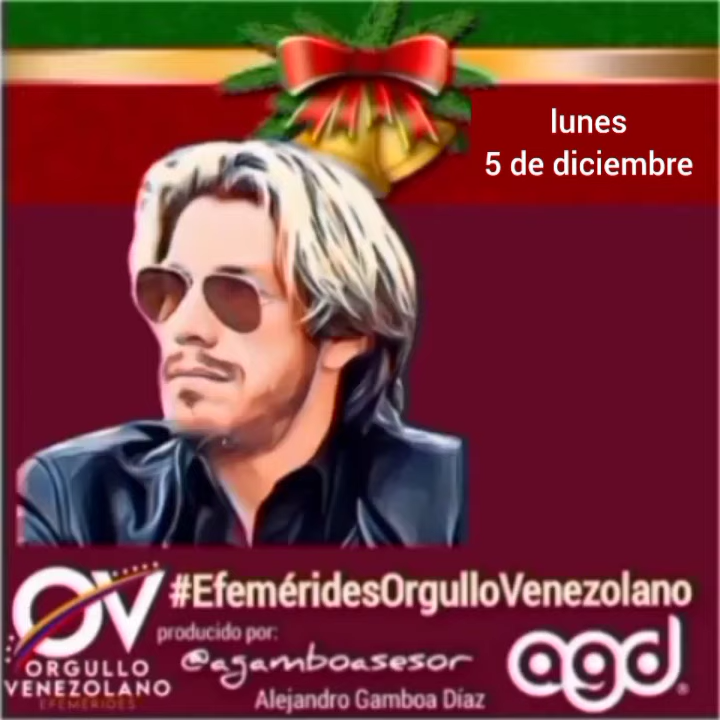 lunes
5 de diciembre
OV
#EfeméridesOrgulloVenezolano
producido por:
@agamboasesor
agd®
ORGULLO
VENEZOLANO
EFEMÉRIDES
Alejandro Gamboa Díaz